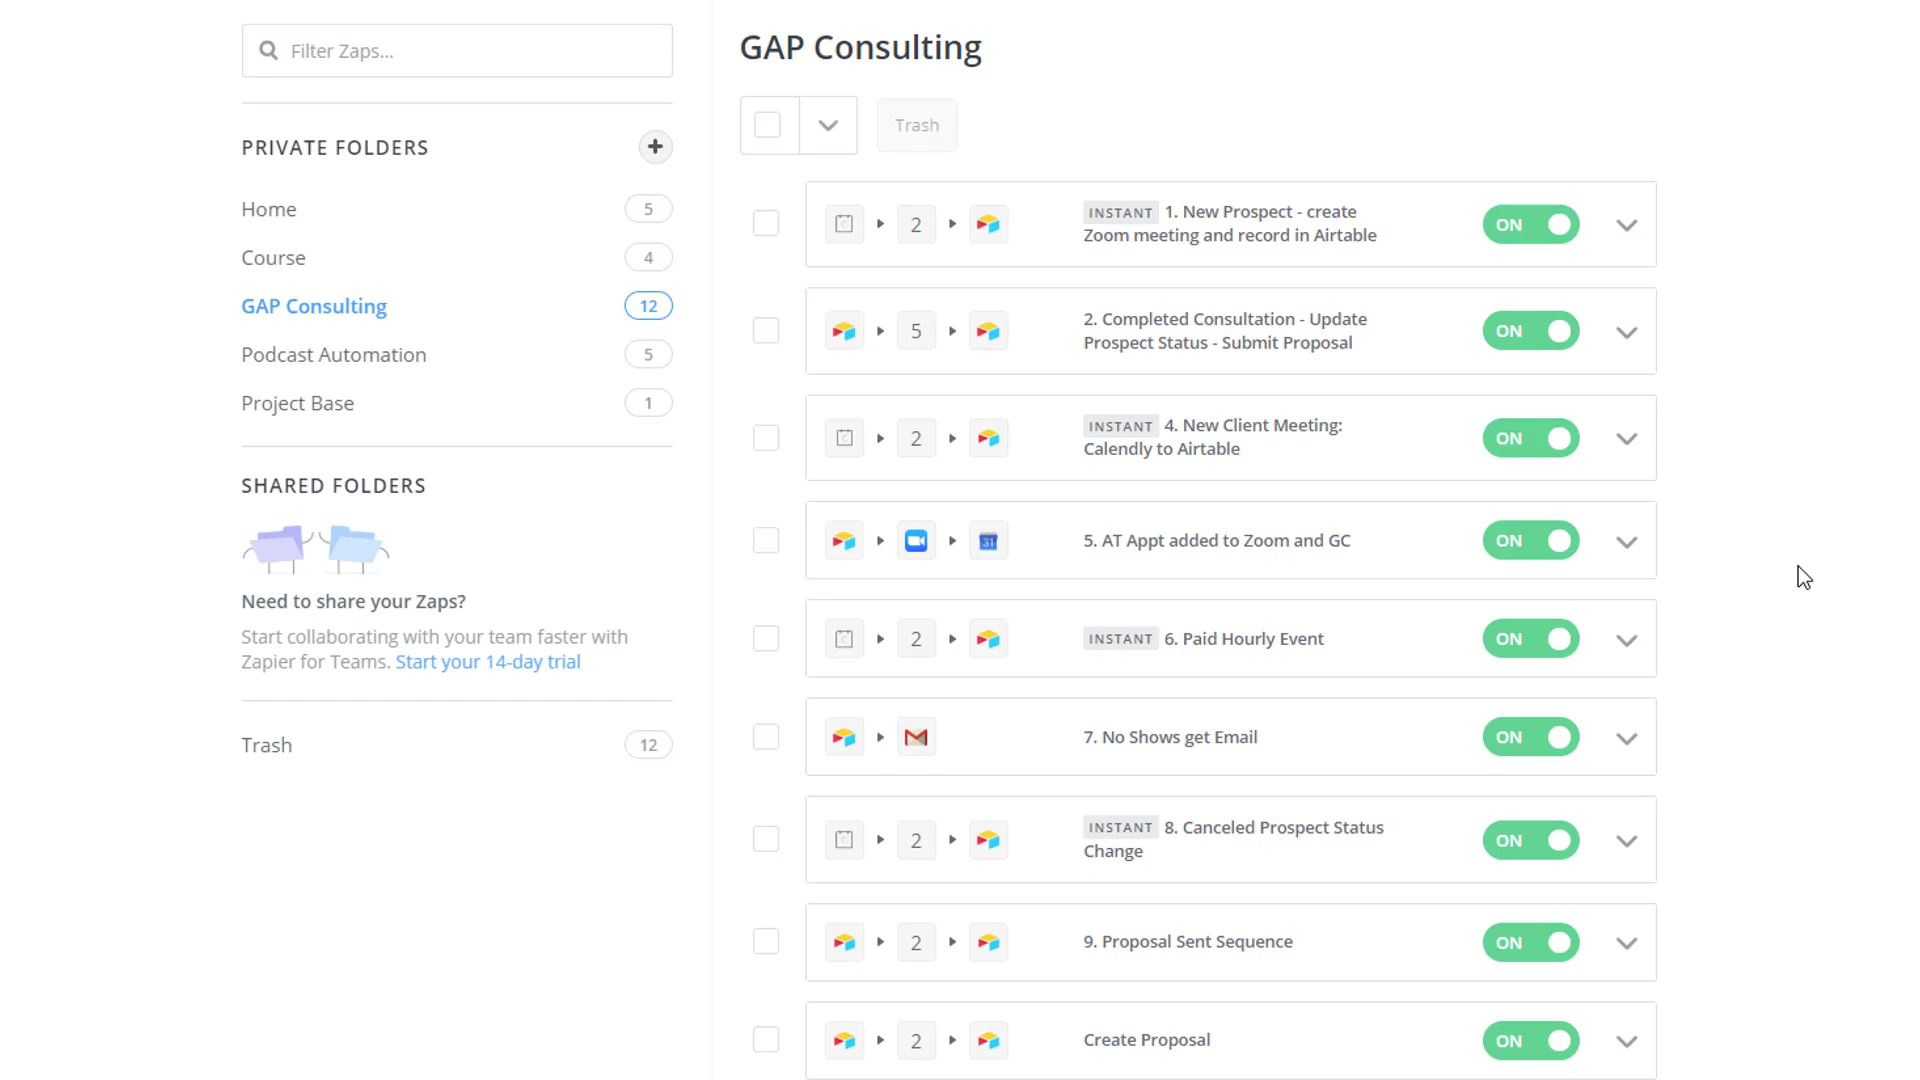 Filter Zaps...
PRIVATE FOLDERS
Home 5
Course 4
GAP Consulting 12
Podcast Automation 5
Project Base 1
SHARED FOLDERS
Need to share your Zaps?
Start collaborating with your team faster with
Zapier for Teams. Start your 14-day trial
Trash 12
GAP Consulting
Trash
2 INSTANT 1. New Prospect - create
Zoom meeting and record in Airtable ON
5 2. Completed Consultation - Update
Prospect Status - Submit Proposal ON
2 INSTANT 4. New Client Meeting:
Calendly to Airtable ON
31 5. AT Appt added to Zoom and GC ON
2 INSTANT 6. Paid Hourly Event ON
7. No Shows get Email ON
2 INSTANT 8. Canceled Prospect Status
Change ON
2 9. Proposal Sent Sequence ON
2 Create Proposal ON